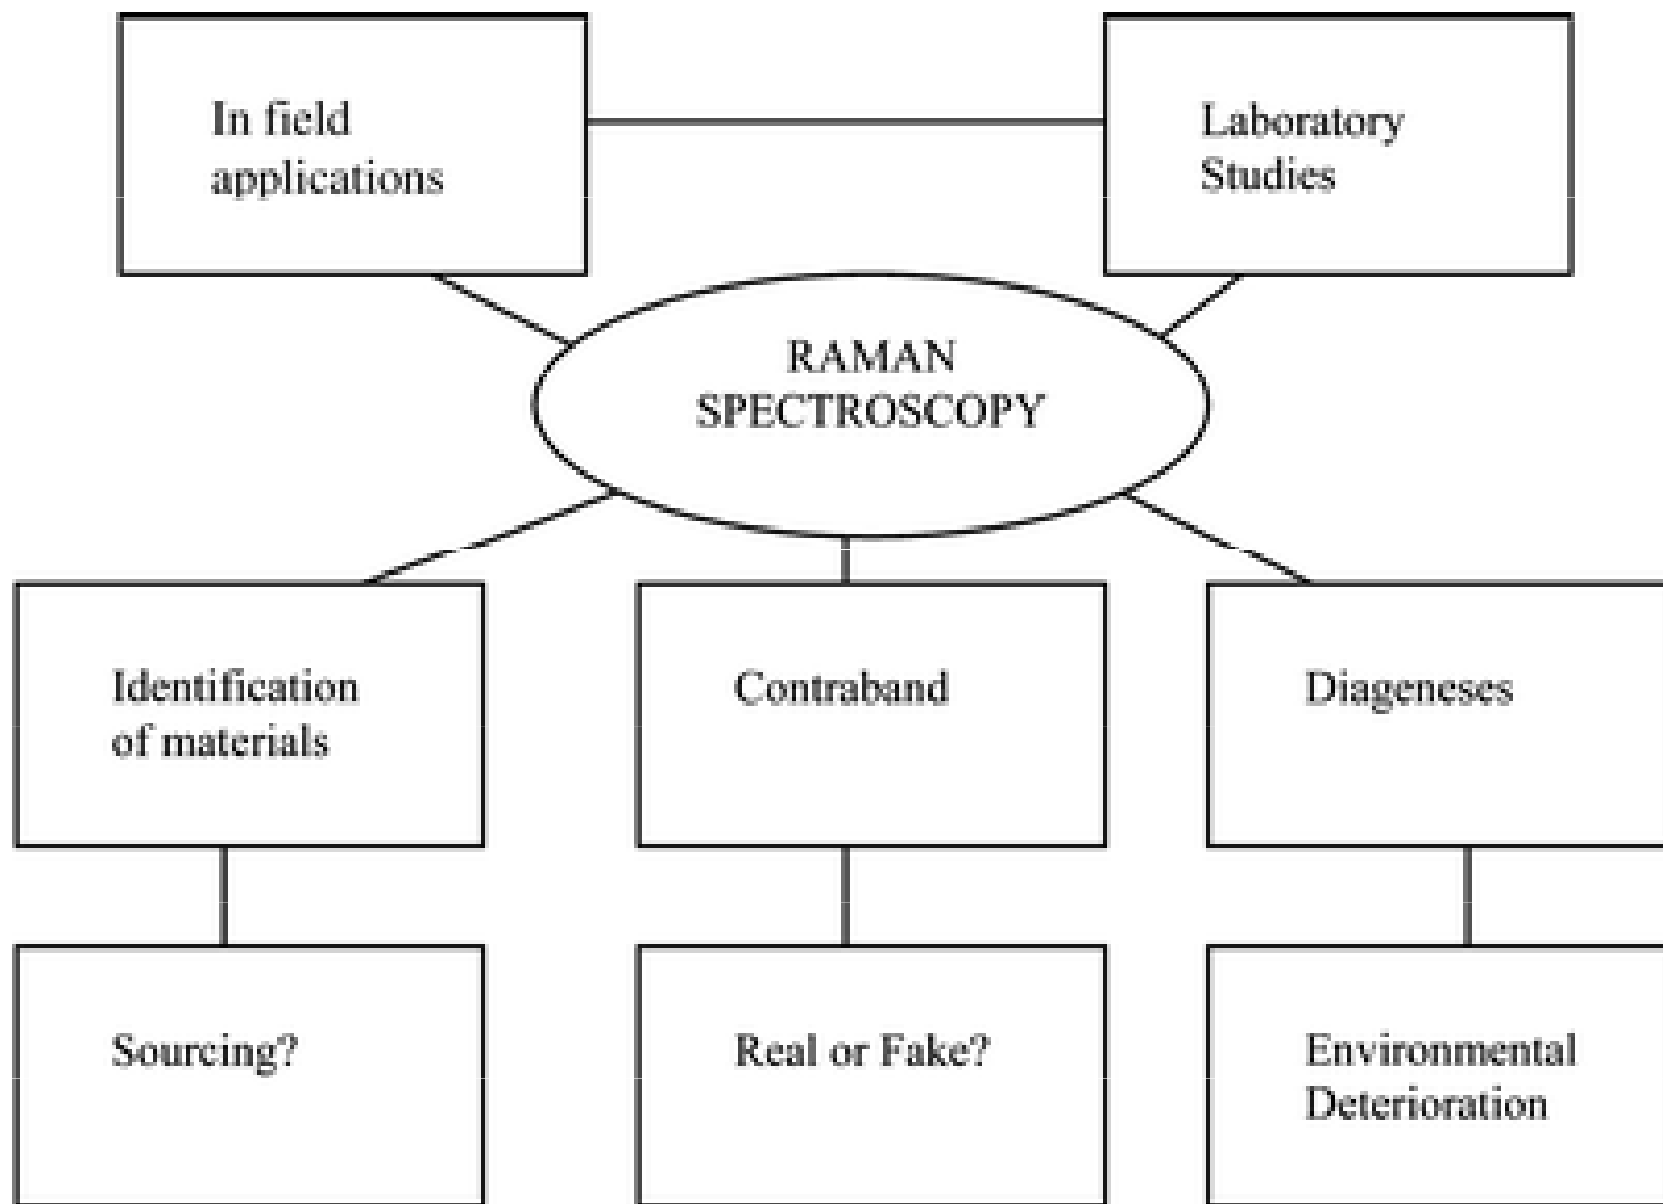 In field
applications
Laboratory
Studies
RAMAN
SPECTROSCOPY
Identification
of materials
Contraband
Diageneses
Sourcing?
Real or Fake?
Environmental
Deterioration